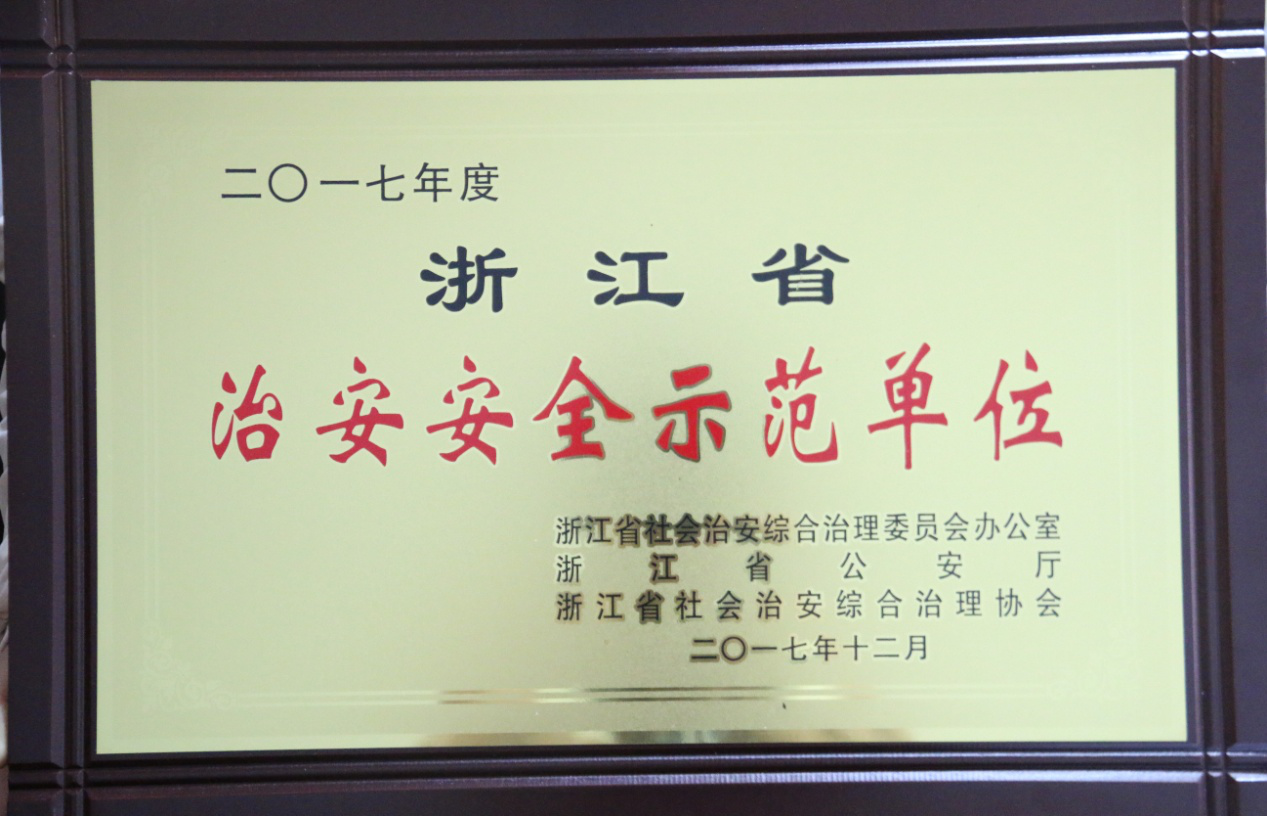 二〇一七年度
浙江省
治安安全示范单位
浙江省社会治安综合治理委员会办公室
浙江省公安厅
浙江省社会治安综合治理协会
二〇一七年十二月